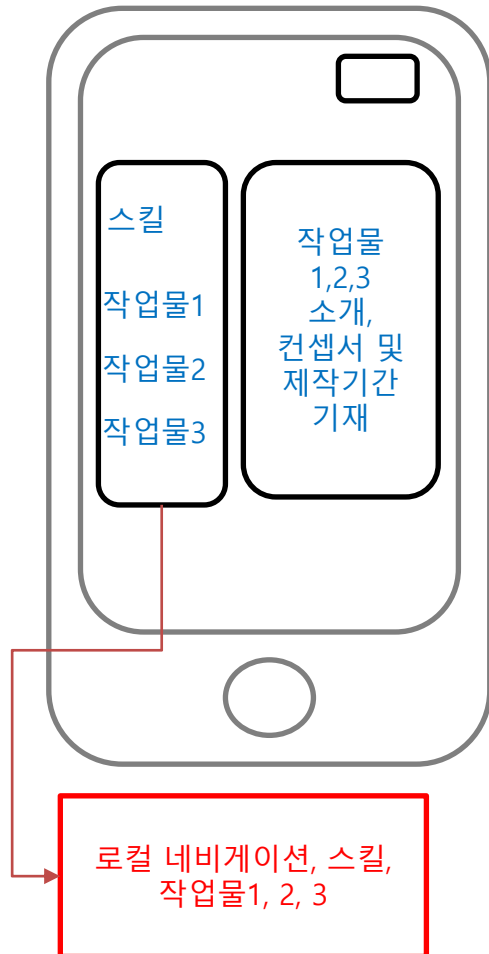 스킬
작업물1
작업물2
작업물3
작업물
1,2,3
소개,
컨셉서 및
제작기간
기재
로컬 네비게이션, 스킬,
작업물1, 2, 3